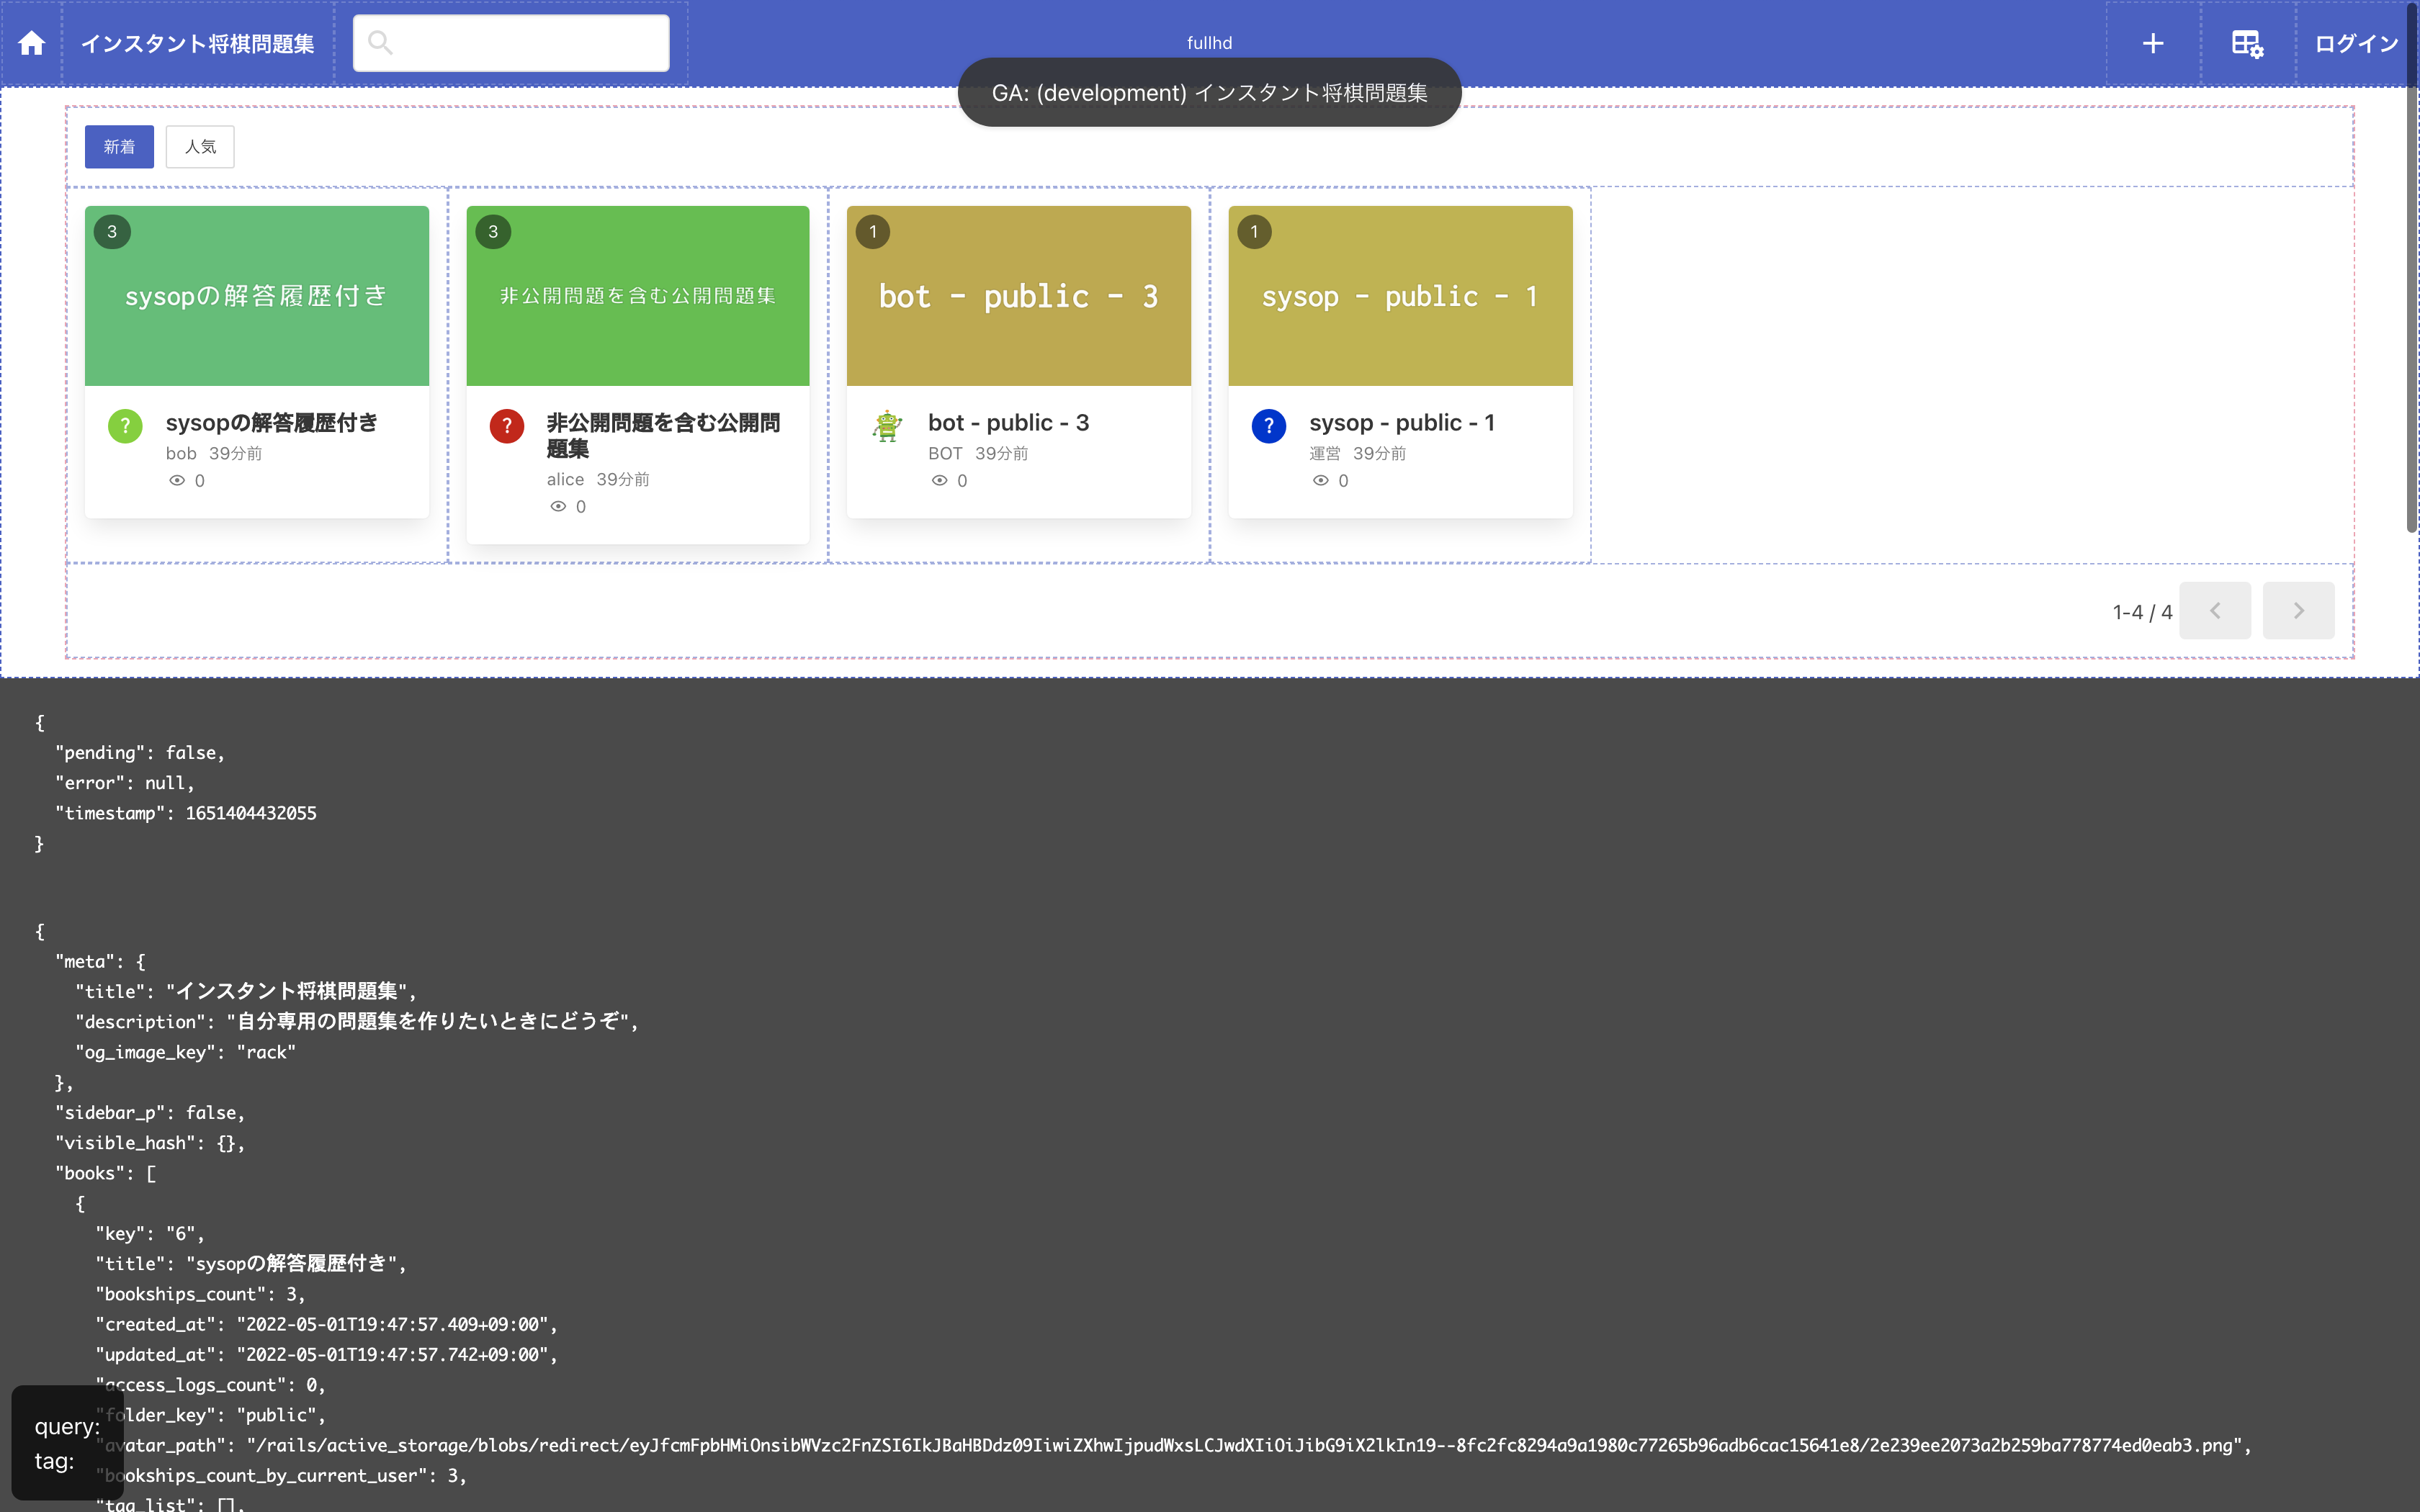 インスタント将棋問題集
fullhd
ログイン
GA: (development) インスタント将棋問題集
新着 人気
3
sysopの解答履歴付き
sysopの解答履歴付き
bob 39分前
0
3
非公開問題を含む公開問題集
非公開問題を含む公開問
題集
alice 39分前
0
1
bot - public - 3
bot - public - 3
BOT 39分前
0
1
sysop - public - 1
sysop - public - 1
運営 39分前
0
1-4 / 4
{
"pending": false,
"error": null,
"timestamp": 1651404432055
}
{
"meta": {
"title": "インスタント将棋問題集",
"description": "自分専用の問題集を作りたいときにどうぞ",
"og_image_key": "rack"
},
"sidebar_p": false,
"visible_hash": {},
"books": [
{
"key": "6",
"title": "sysopの解答履歴付き",
"bookships_count": 3,
"created_at": "2022-05-01T19:47:57.409+09:00",
"updated_at": "2022-05-01T19:47:57.742+09:00",
"access_logs_count": 0,
"folder_key": "public",
"avatar_path": "/rails/active_storage/blobs/redirect/eyJfcmFpbHMiOnsibWVzc2FnZSI6IkJBaHBDdz09IiwiZXhwIjpudWxsLCJwdXIiOiJibG9iX2lkIn19--8fc2fc8294a9a1980c77265b96adb6cac15641e8/2e239ee2073a2b259ba778774ed0eab3.png",
"bookships_count_by_current_user": 3,
"tag_list": [],
query:
tag: